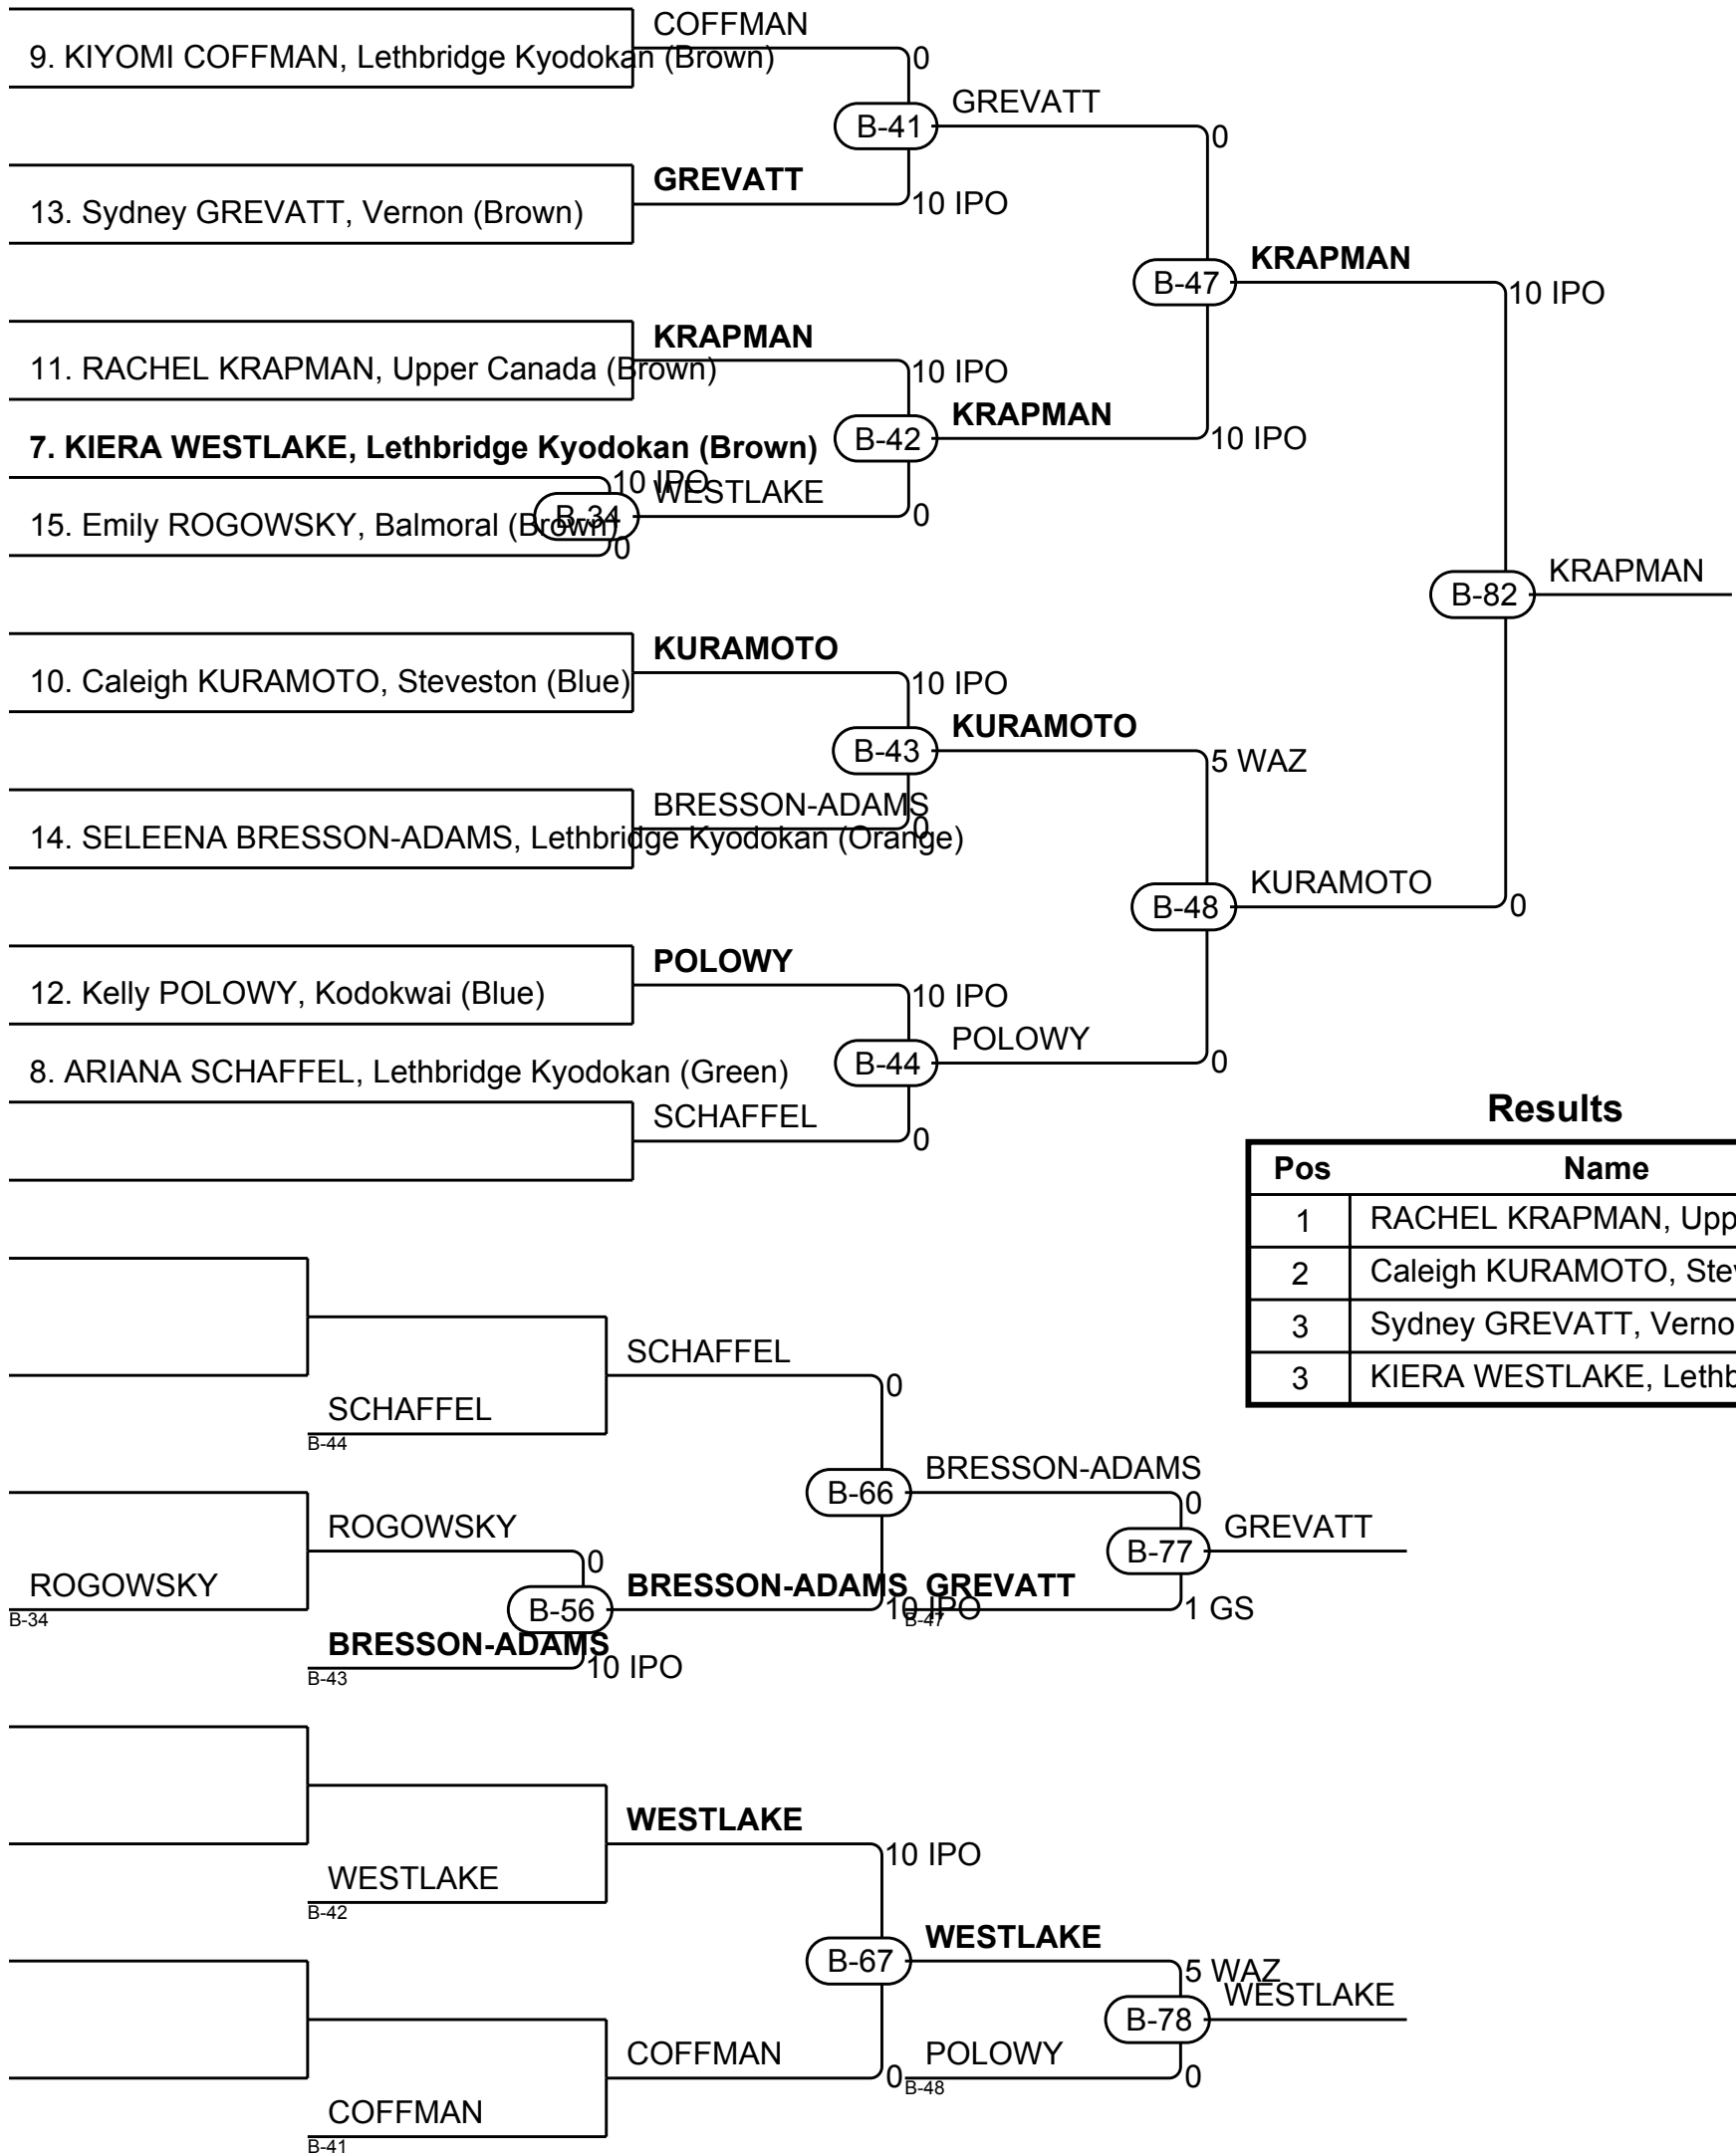 COFFMAN
9. KIYOMI COFFMAN, Lethbridge Kyodokan (Brown)
0
B-41
GREVATT
0
13. Sydney GREVATT, Vernon (Brown)
GREVATT
10 IPO
B-47
KRAPMAN
10 IPO
11. RACHEL KRAPMAN, Upper Canada (Brown)
KRAPMAN
10 IPO
B-42
KRAPMAN
10 IPO
7. KIERA WESTLAKE, Lethbridge Kyodokan (Brown)
10 IPO
WESTLAKE
0
B-34
15. Emily ROGOWSKY, Balmoral (Brown)
0
B-82
KRAPMAN
10. Caleigh KURAMOTO, Steveston (Blue)
KURAMOTO
10 IPO
B-43
KURAMOTO
5 WAZ
14. SELEENA BRESSON-ADAMS, Lethbridge Kyodokan (Orange)
BRESSON-ADAMS
0
B-48
KURAMOTO
0
12. Kelly POLOWY, Kodokwai (Blue)
POLOWY
10 IPO
B-44
POLOWY
0
8. ARIANA SCHAFFEL, Lethbridge Kyodokan (Green)
SCHAFFEL
0
Results
Pos Name
1 RACHEL KRAPMAN, Upp
2 Caleigh KURAMOTO, Ste
3 Sydney GREVATT, Verno
3 KIERA WESTLAKE, Leth
SCHAFFEL
0
SCHAFFEL
B-44
B-66
BRESSON-ADAMS
0
ROGOWSKY
0
ROGOWSKY
B-34
B-56
BRESSON-ADAMS
10 IPO
BRESSON-ADAMS
B-43
10 IPO
GREVATT
B-47
1 GS
B-77
GREVATT
WESTLAKE
10 IPO
WESTLAKE
B-42
B-67
WESTLAKE
5 WAZ
B-78
WESTLAKE
COFFMAN
0
POLOWY
B-48
0
COFFMAN
B-41